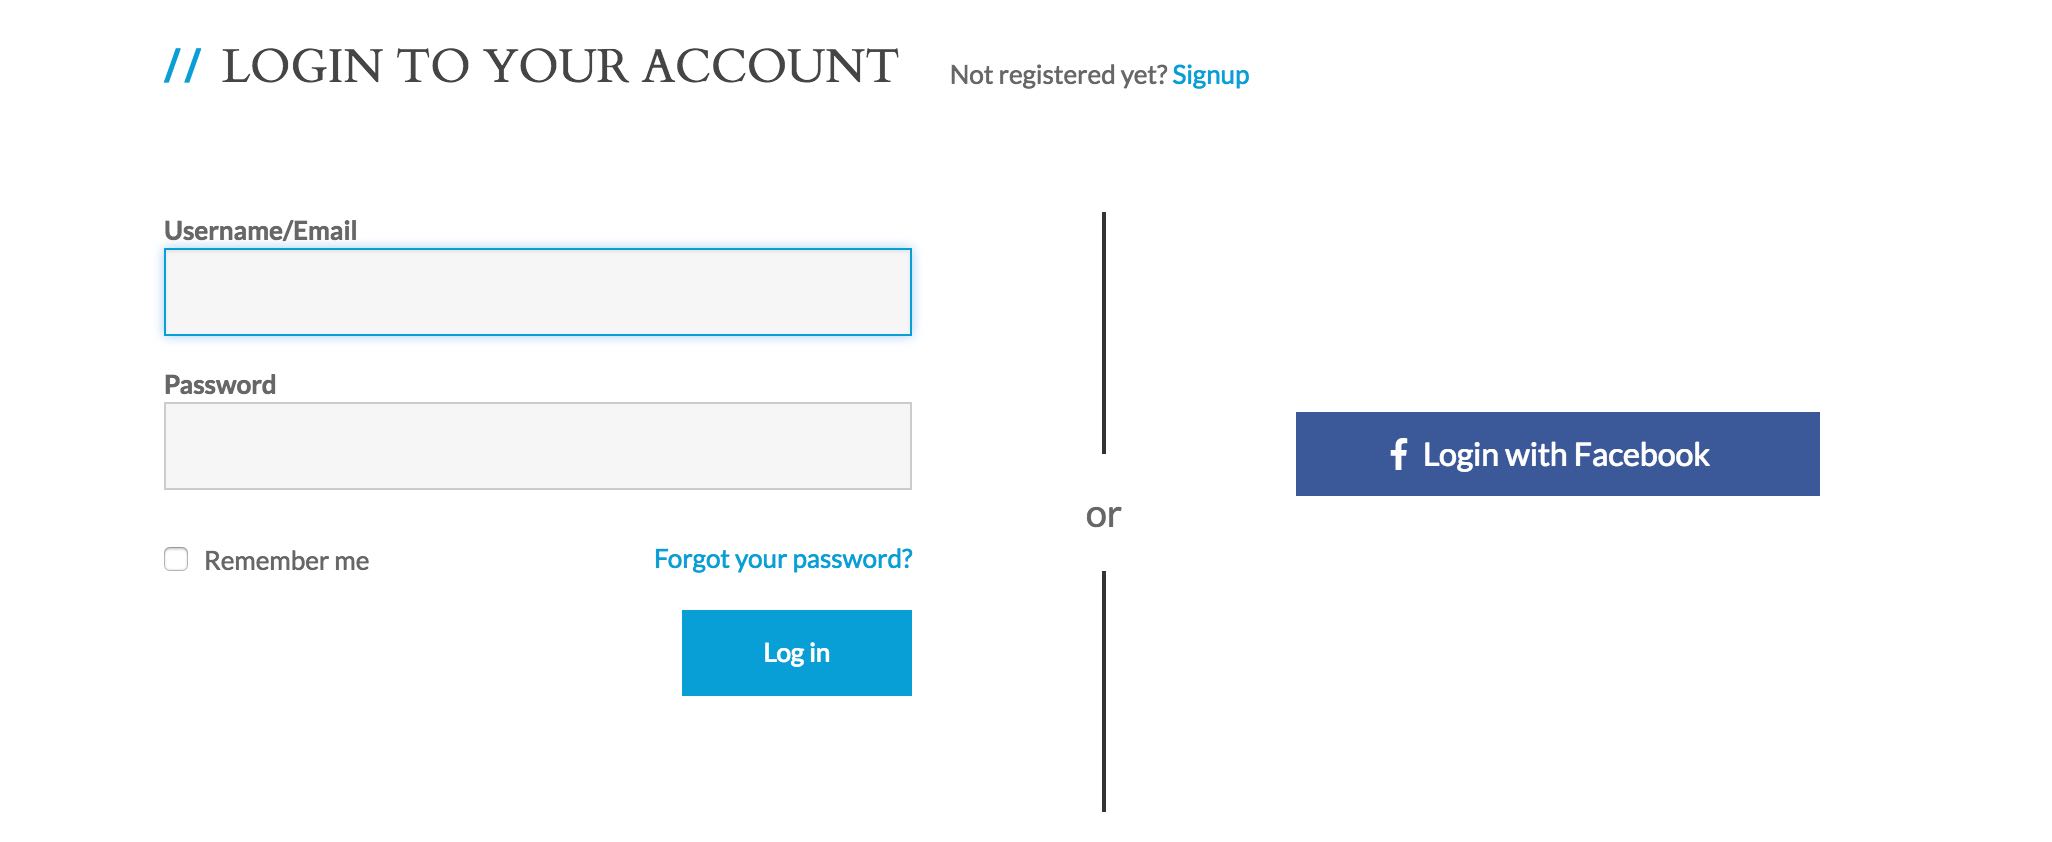 // LOGIN TO YOUR ACCOUNT
Not registered yet? Signup
Username/Email
Password
Remember me
Forgot your password?
Log in
or
f Login with Facebook